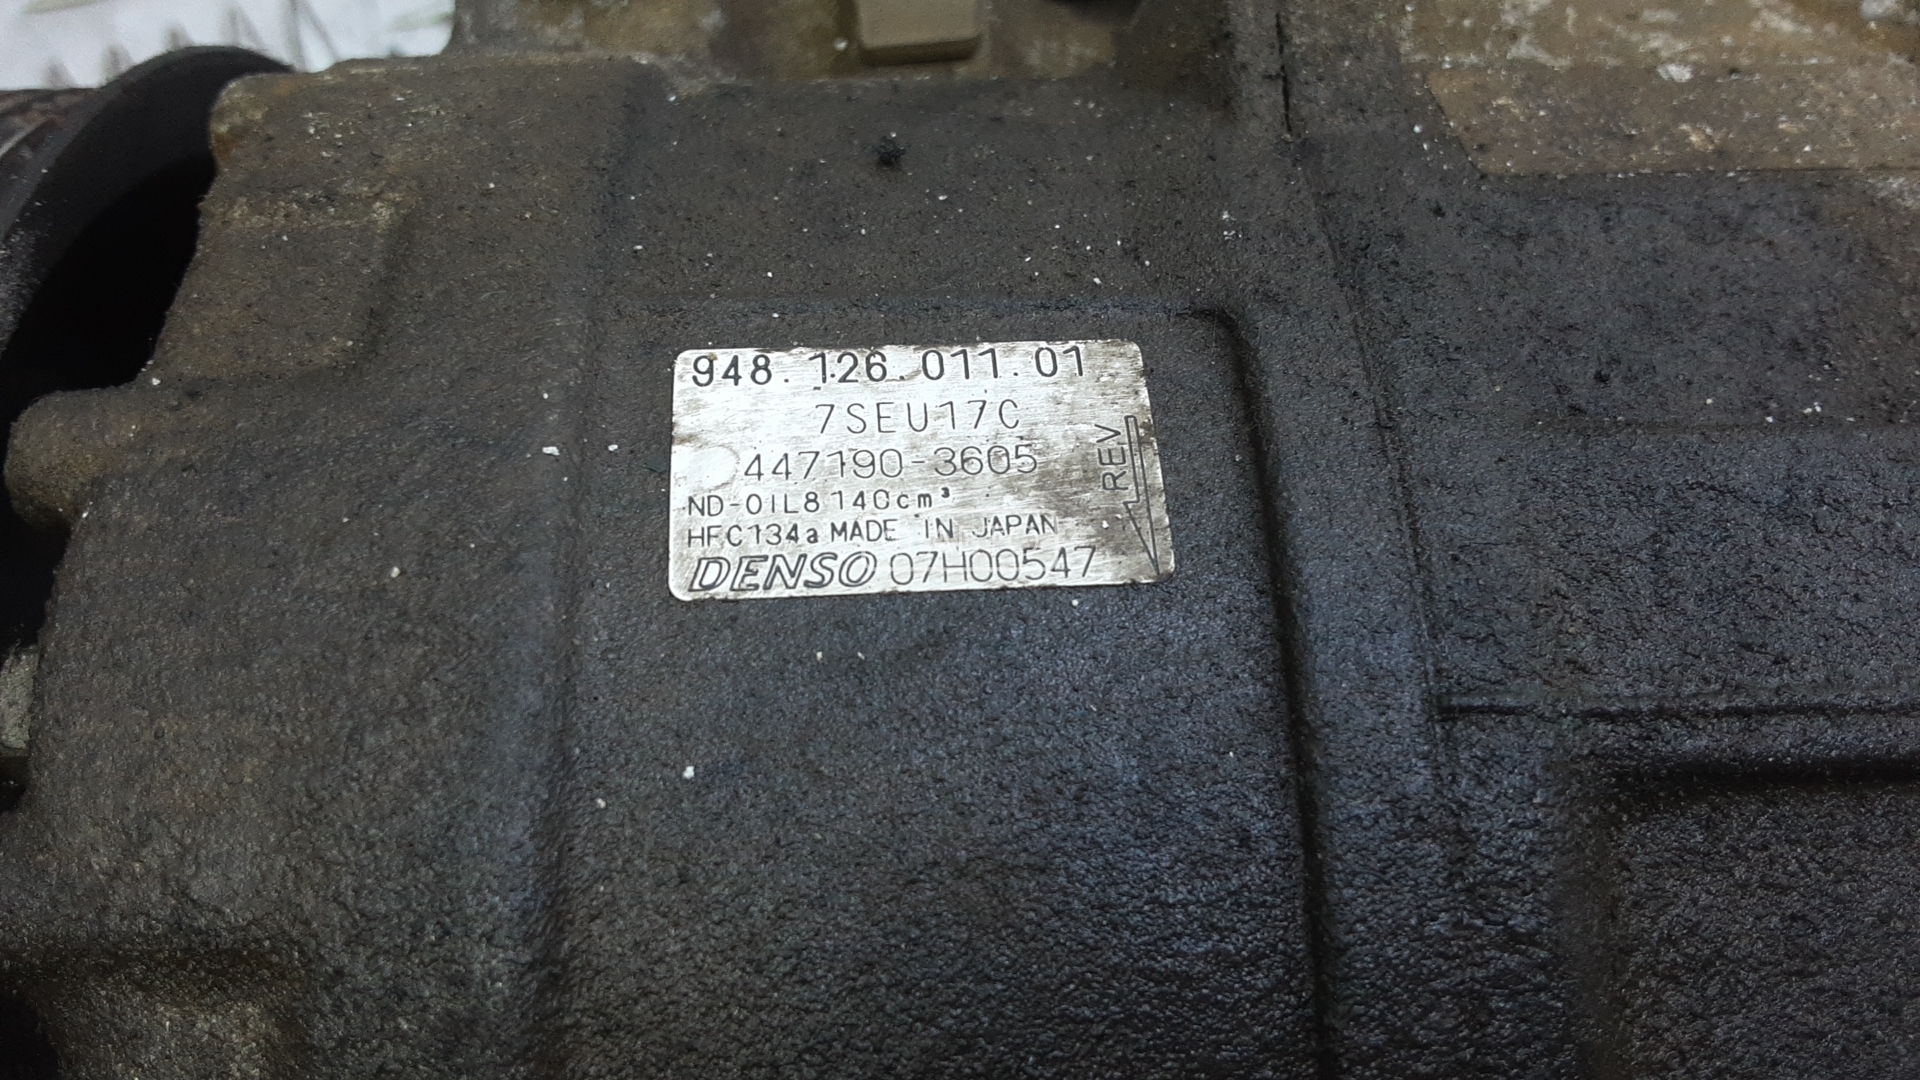 948.126.011.01
7SEU17C
447190-3605
ND-OIL8 140cm³
HFC134a MADE IN JAPAN
DENSO 07H00547
REV